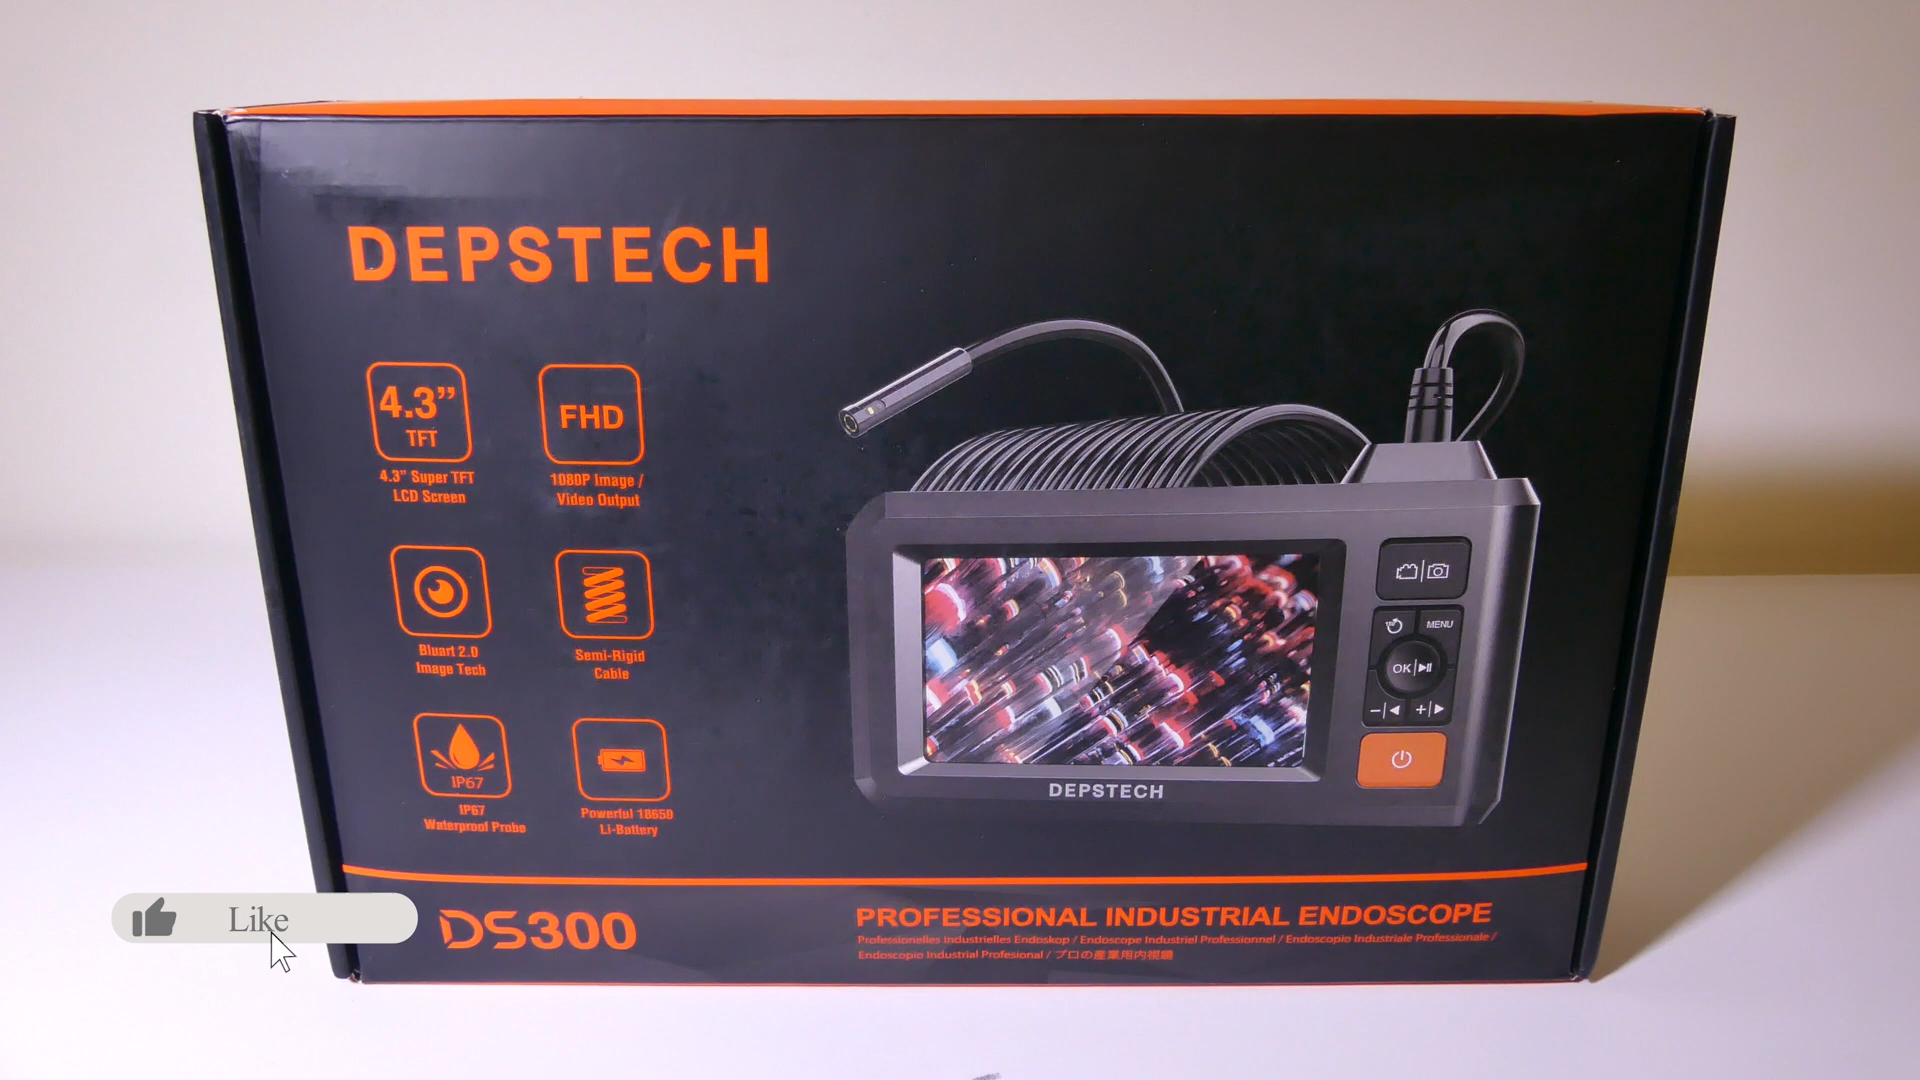 DEPSTECH
4.3”
TFT
4.3” Super TFT
LCD Screen
FHD
1080P Image /
Video Output
Bluart 2.0
Image Tech
Semi-Rigid
Cable
IP67
IP67
Waterproof Probe
Powerful 18650
Li-Battery
MENU
OK
DEPSTECH
DS300
PROFESSIONAL INDUSTRIAL ENDOSCOPE
Professionelles Industrielles Endoskop / Endoscope Industriel Professionnel / Endoscopio Industriale Professionale /
Endoscopio Industrial Profesional / プロの産業用内視鏡
Like